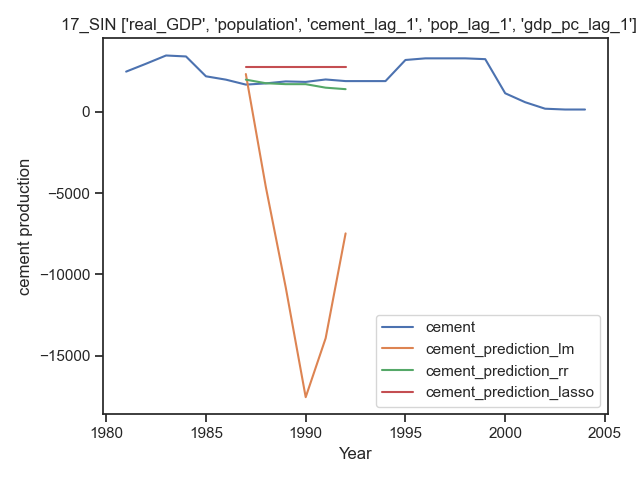 17_SIN ['real_GDP', 'population', 'cement_lag_1', 'pop_lag_1', 'gdp_pc_lag_1']
0
−5000
−10000
−15000
cement production
1980
1985
1990
1995
2000
2005
Year
cement
cement_prediction_lm
cement_prediction_rr
cement_prediction_lasso